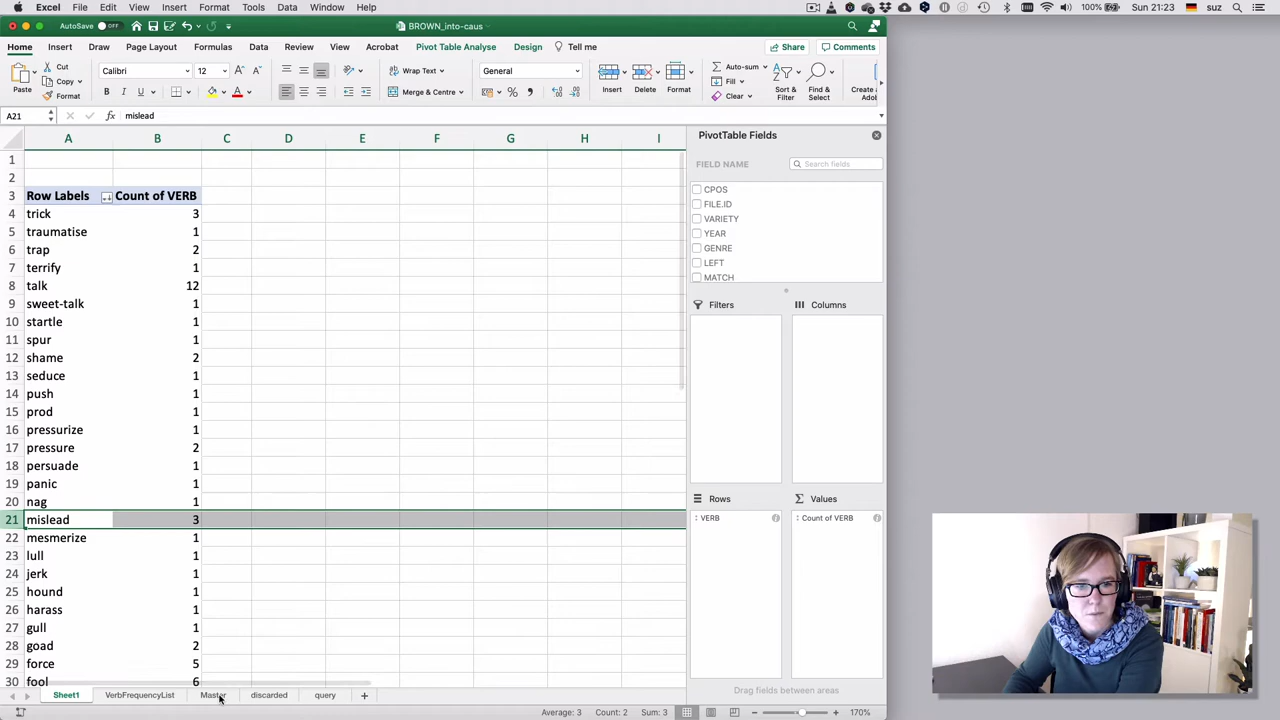 Excel File Edit View Insert Format Tools Data Window Help 100% Sun 21:23 suz
AutoSave OFF BROWN_into-caus
Home Insert Draw Page Layout Formulas Data Review View Acrobat Pivot Table Analyse Design Tell me Share Comments
Paste Cut Copy Format
Calibri 12 Wrap Text General Auto-sum
Merge & Centre Fill Clear
Insert Delete Format Sort & Filter Find & Select Create a
A21 mislead
PivotTable Fields
A B C D E F G H I
FIELD NAME Search fields
1
2
3 Row Labels Count of VERB
4 trick 3
5 traumatise 1
6 trap 2
7 terrify 1
8 talk 12
9 sweet-talk 1
10 startle 1
11 spur 1
12 shame 2
13 seduce 1
14 push 1
15 prod 1
16 pressurize 1
17 pressure 2
18 persuade 1
19 panic 1
20 nag 1
21 mislead 3
22 mesmerize 1
23 lull 1
24 jerk 1
25 hound 1
26 harass 1
27 gull 1
28 goad 2
29 force 5
30 fool 6
CPOS
FILE.ID
VARIETY
YEAR
GENRE
LEFT
MATCH
Filters Columns
Rows Values
VERB Count of VERB
Drag fields between areas
Sheet1 VerbFrequencyList Master discarded query
Average: 3 Count: 2 Sum: 3 170%